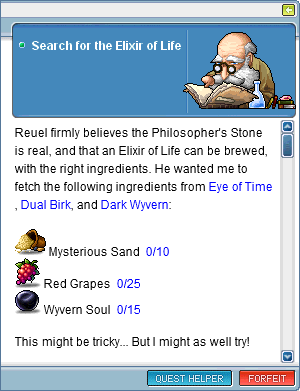 Search for the Elixir of Life
Reuel firmly believes the Philosopher's Stone
is real, and that an Elixir of Life can be brewed,
with the right ingredients. He wanted me to
fetch the following ingredients from Eye of Time
, Dual Birk, and Dark Wyvern:
Mysterious Sand 0/10
Red Grapes 0/25
Wyvern Soul 0/15
This might be tricky... But I might as well try!
QUEST HELPER FORFEIT